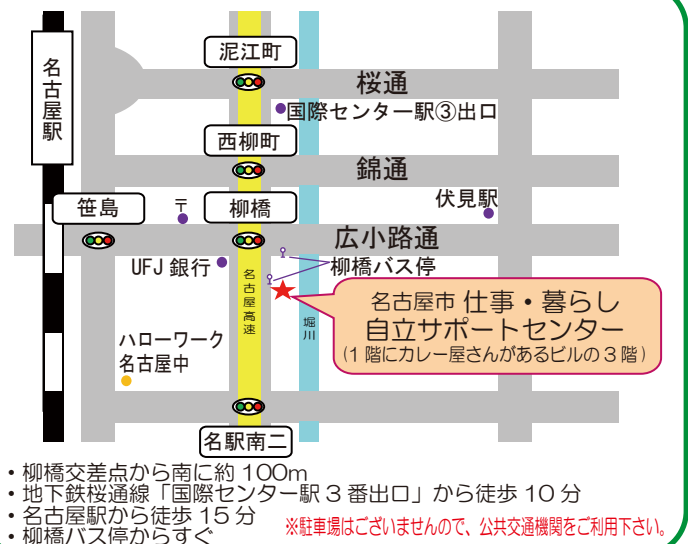 泥江町
名古屋駅
桜通
国際センター駅③出口
西柳町
錦通
伏見駅
笹島
〒
柳橋
広小路通
UFJ 銀行
柳橋バス停
名古屋高速
堀川
名古屋市 仕事・暮らし
自立サポートセンター
(1 階にカレー屋さんがあるビルの 3 階)
ハローワーク
名古屋中
名駅南二
・柳橋交差点から南に約 100m
・地下鉄桜通線「国際センター駅 3 番出口」から徒歩 10 分
・名古屋駅から徒歩 15 分
・柳橋バス停からすぐ
※駐車場はございませんので、公共交通機関をご利用下さい。